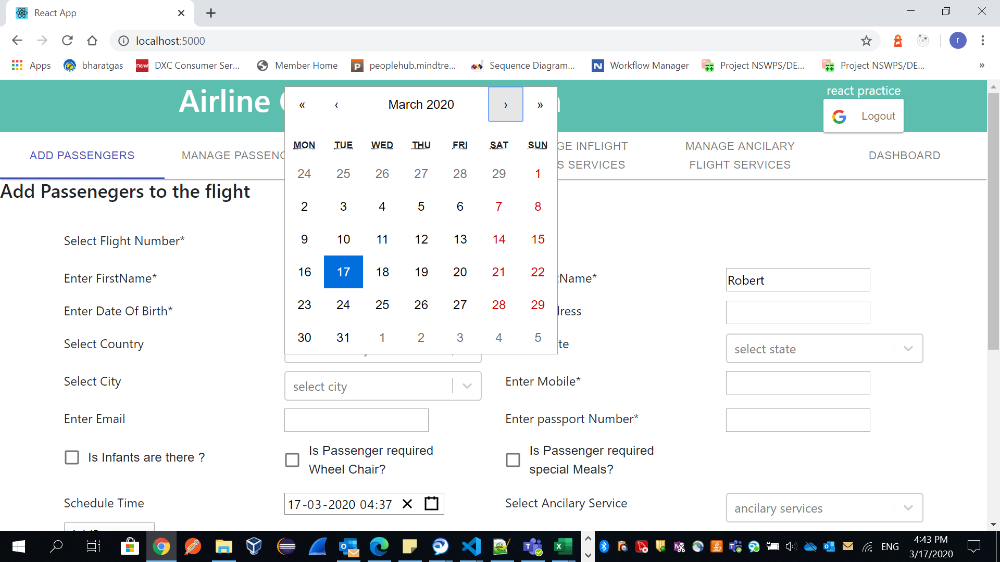 React App
localhost:5000
r
Apps
bharatgas
now
DXC Consumer Ser...
Member Home
P
peoplehub.mindtre...
Sequence Diagram...
N
Workflow Manager
Project NSWPS/DE...
Project NSWPS/DE...
»
Airline
react practice
Logout
« ‹ March 2020 › »
ADD PASSENGERS
MANAGE PASSENG
GE INFLIGHT
S SERVICES
MANAGE ANCILARY
FLIGHT SERVICES
DASHBOARD
MON TUE WED THU FRI SAT SUN
24 25 26 27 28 29 1
2 3 4 5 6 7 8
9 10 11 12 13 14 15
16 17 18 19 20 21 22
23 24 25 26 27 28 29
30 31 1 2 3 4 5
Add Passenegers to the flight
Select Flight Number*
Enter FirstName*
tName*
Robert
Enter Date Of Birth*
dress
Select Country
te
select state
Select City
select city
Enter Mobile*
Enter Email
Enter passport Number*
Is Infants are there ?
Is Passenger required
Wheel Chair?
Is Passenger required
special Meals?
Schedule Time
17-03-2020 04:37
Select Ancilary Service
ancilary services
ENG
4:43 PM
3/17/2020